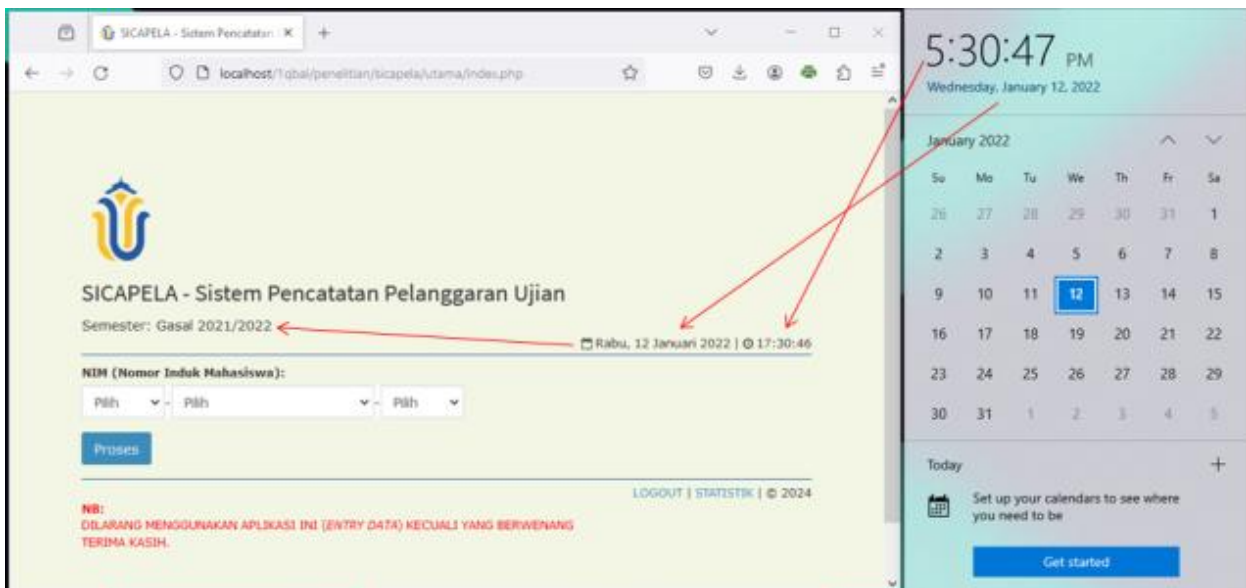 SICAPELA - Sistem Pencatatan
localhost/1qbal/penelitian/sicapela/utama/index.php
SICAPELA - Sistem Pencatatan Pelanggaran Ujian
Semester: Gasal 2021/2022
Rabu, 12 Januari 2022 | 17:30:46
NIM (Nomor Induk Mahasiswa):
Pilih - Pilih - Pilih
Proses
LOGOUT | STATISTIK | © 2024
NB:
DILARANG MENGGUNAKAN APLIKASI INI (ENTRY DATA) KECUALI YANG BERWENANG
TERIMA KASIH.
5:30:47 PM
Wednesday, January 12, 2022
January 2022
Su Mo Tu We Th Fr Sa
26 27 28 29 30 31 1
2 3 4 5 6 7 8
9 10 11 12 13 14 15
16 17 18 19 20 21 22
23 24 25 26 27 28 29
30 31 1 2 3 4 5
Today
Set up your calendars to see where
you need to be
Get started